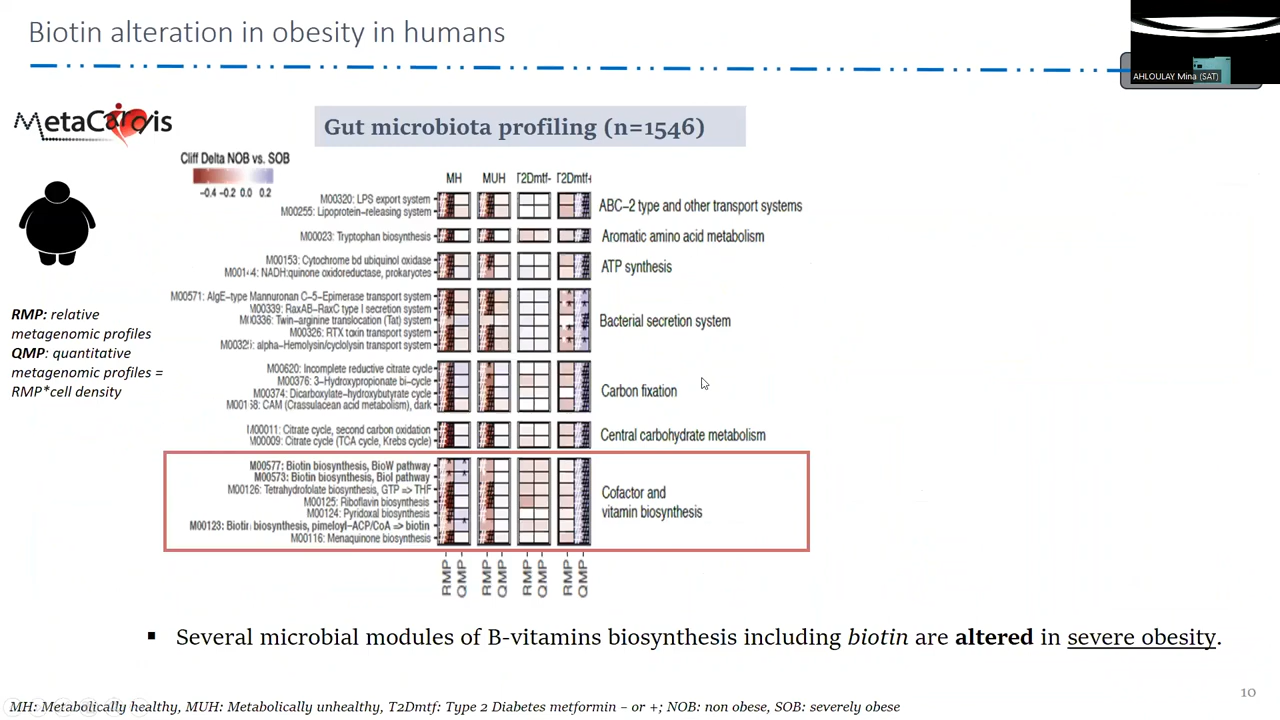 Biotin alteration in obesity in humans
AHLOULAY Mina (SAT)
MetaCardis
Gut microbiota profiling (n=1546)
Cliff Delta NOB vs. SOB
−0.4 −0.2 0.0 0.2
MH MUH T2Dmtf- T2Dmtf+
M00320: LPS export system
M00255: Lipoprotein−releasing system
ABC−2 type and other transport systems
M00023: Tryptophan biosynthesis
Aromatic amino acid metabolism
M00153: Cytochrome bd ubiquinol oxidase
M00144: NADH:quinone oxidoreductase, prokaryotes
ATP synthesis
M00571: AlgE−type Mannuronan C−5−Epimerase transport system
M00339: RaxAB−RaxC type I secretion system
M00336: Twin−arginine translocation (Tat) system
M00326: RTX toxin transport system
M00325: alpha−Hemolysin/cyclolysin transport system
Bacterial secretion system
RMP: relative
metagenomic profiles
QMP: quantitative
metagenomic profiles =
RMP*cell density
M00620: Incomplete reductive citrate cycle
M00376: 3−Hydroxypropionate bi−cycle
M00374: Dicarboxylate−hydroxybutyrate cycle
M00168: CAM (Crassulacean acid metabolism), dark
Carbon fixation
M00011: Citrate cycle, second carbon oxidation
M00009: Citrate cycle (TCA cycle, Krebs cycle)
Central carbohydrate metabolism
M00577: Biotin biosynthesis, BioW pathway
M00573: Biotin biosynthesis, BioI pathway
M00126: Tetrahydrofolate biosynthesis, GTP => THF
M00125: Riboflavin biosynthesis
M00124: Pyridoxal biosynthesis
M00123: Biotin biosynthesis, pimeloyl−ACP/CoA => biotin
M00116: Menaquinone biosynthesis
Cofactor and
vitamin biosynthesis
RMP QMP RMP QMP RMP QMP RMP QMP
▪ Several microbial modules of B-vitamins biosynthesis including biotin are altered in severe obesity.
10
MH: Metabolically healthy, MUH: Metabolically unhealthy, T2Dmtf: Type 2 Diabetes metformin – or +; NOB: non obese, SOB: severely obese